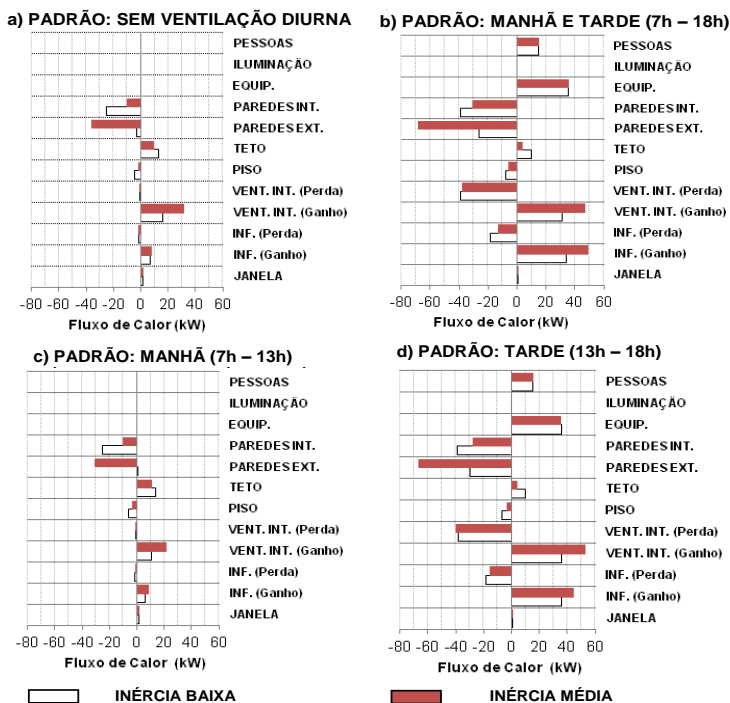 a) PADRÃO: SEM VENTILAÇÃO DIURNA
PESSOAS
ILUMINAÇÃO
EQUIP.
PAREDES INT.
PAREDES EXT.
TETO
PISO
VENT. INT. (Perda)
VENT. INT. (Ganho)
INF. (Perda)
INF. (Ganho)
JANELA
-80 -60 -40 -20 0 20 40 60
Fluxo de Calor (kW)
b) PADRÃO: MANHÃ E TARDE (7h – 18h)
PESSOAS
ILUMINAÇÃO
EQUIP.
PAREDES INT.
PAREDES EXT.
TETO
PISO
VENT. INT. (Perda)
VENT. INT. (Ganho)
INF. (Perda)
INF. (Ganho)
JANELA
-80 -60 -40 -20 0 20 40 60
Fluxo de Calor (kW)
c) PADRÃO: MANHÃ (7h – 13h)
PESSOAS
ILUMINAÇÃO
EQUIP.
PAREDES INT.
PAREDES EXT.
TETO
PISO
VENT. INT. (Perda)
VENT. INT. (Ganho)
INF. (Perda)
INF. (Ganho)
JANELA
-80 -60 -40 -20 0 20 40 60
Fluxo de Calor (kW)
d) PADRÃO: TARDE (13h – 18h)
PESSOAS
ILUMINAÇÃO
EQUIP.
PAREDES INT.
PAREDES EXT.
TETO
PISO
VENT. INT. (Perda)
VENT. INT. (Ganho)
INF. (Perda)
INF. (Ganho)
JANELA
-80 -60 -40 -20 0 20 40 60
Fluxo de Calor (kW)
INÉRCIA BAIXA
INÉRCIA MÉDIA